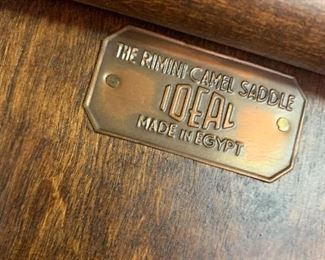 THE RIMINI CAMEL SADDLE
IDEAL
MADE IN EGYPT